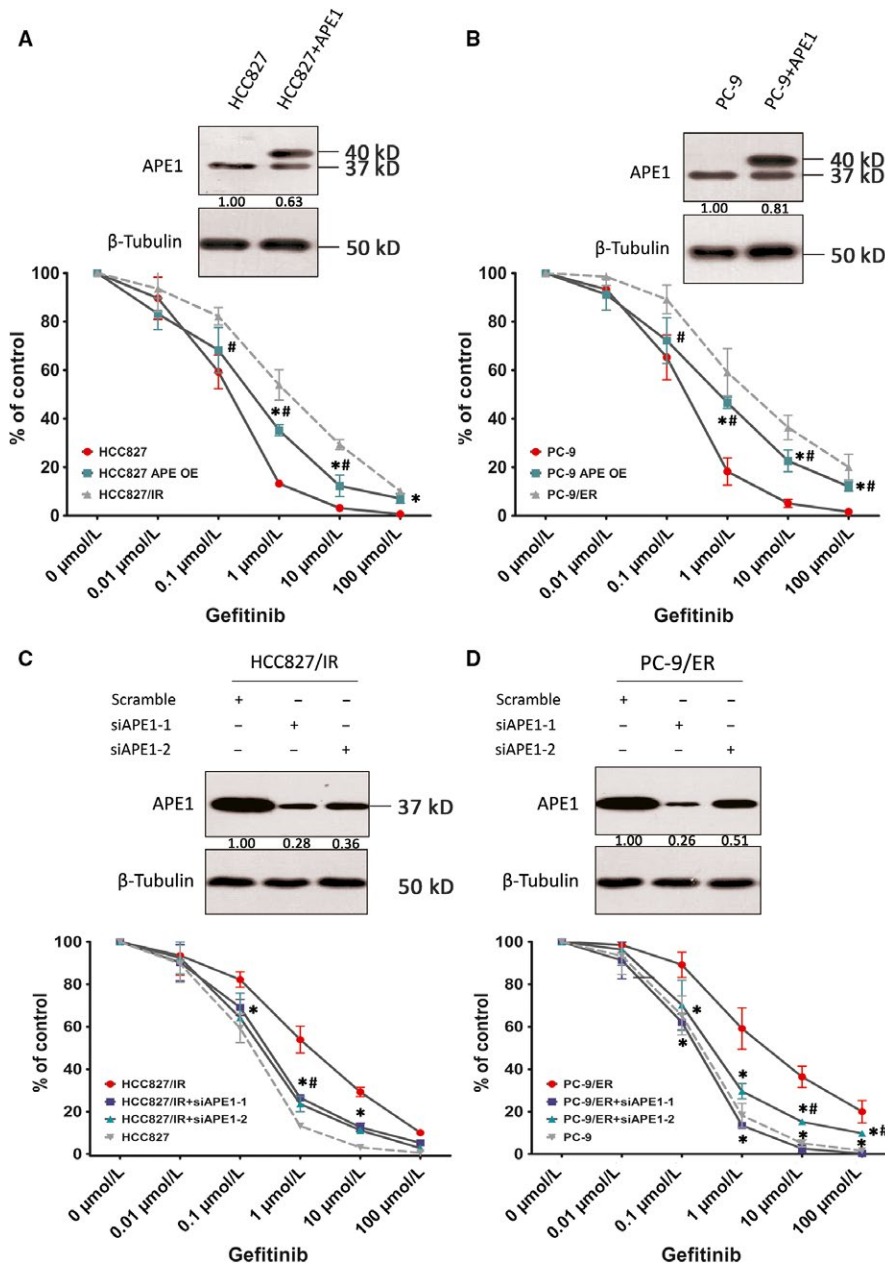 A
HCC827
HCC827+APE1
APE1
40 kD
37 kD
1.00 0.63
β-Tubulin
50 kD
100
80
60
40
20
0
% of control
#
*#
*#
*
HCC827
HCC827 APE OE
HCC827/IR
0 µmol/L
0.01 µmol/L
0.1 µmol/L
1 µmol/L
10 µmol/L
100 µmol/L
Gefitinib
B
PC-9
PC-9+APE1
APE1
40 kD
37 kD
1.00 0.81
β-Tubulin
50 kD
100
80
60
40
20
0
% of control
#
*#
*#
*#
PC-9
PC-9 APE OE
PC-9/ER
0 µmol/L
0.01 µmol/L
0.1 µmol/L
1 µmol/L
10 µmol/L
100 µmol/L
Gefitinib
C
HCC827/IR
Scramble + – –
siAPE1-1 – + –
siAPE1-2 – – +
APE1
37 kD
1.00 0.28 0.36
β-Tubulin
50 kD
100
80
60
40
20
0
% of control
*
*#
*
HCC827/IR
HCC827/IR+siAPE1-1
HCC827/IR+siAPE1-2
HCC827
0 µmol/L
0.01 µmol/L
0.1 µmol/L
1 µmol/L
10 µmol/L
100 µmol/L
Gefitinib
D
PC-9/ER
Scramble + – –
siAPE1-1 – + –
siAPE1-2 – – +
APE1
1.00 0.26 0.51
β-Tubulin
100
80
60
40
20
0
% of control
*
*
*
*
*#
*
*#
*
PC-9/ER
PC-9/ER+siAPE1-1
PC-9/ER+siAPE1-2
PC-9
0 µmol/L
0.01 µmol/L
0.1 µmol/L
1 µmol/L
10 µmol/L
100 µmol/L
Gefitinib